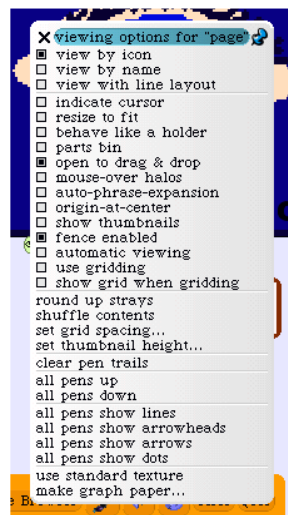 viewing options for "page"
view by icon
view by name
view with line layout
indicate cursor
resize to fit
behave like a holder
parts bin
open to drag & drop
mouse-over halos
auto-phrase-expansion
origin-at-center
show thumbnails
fence enabled
automatic viewing
use gridding
show grid when gridding
round up strays
shuffle contents
set grid spacing...
set thumbnail height...
clear pen trails
all pens up
all pens down
all pens show lines
all pens show arrowheads
all pens show arrows
all pens show dots
use standard texture
make graph paper...